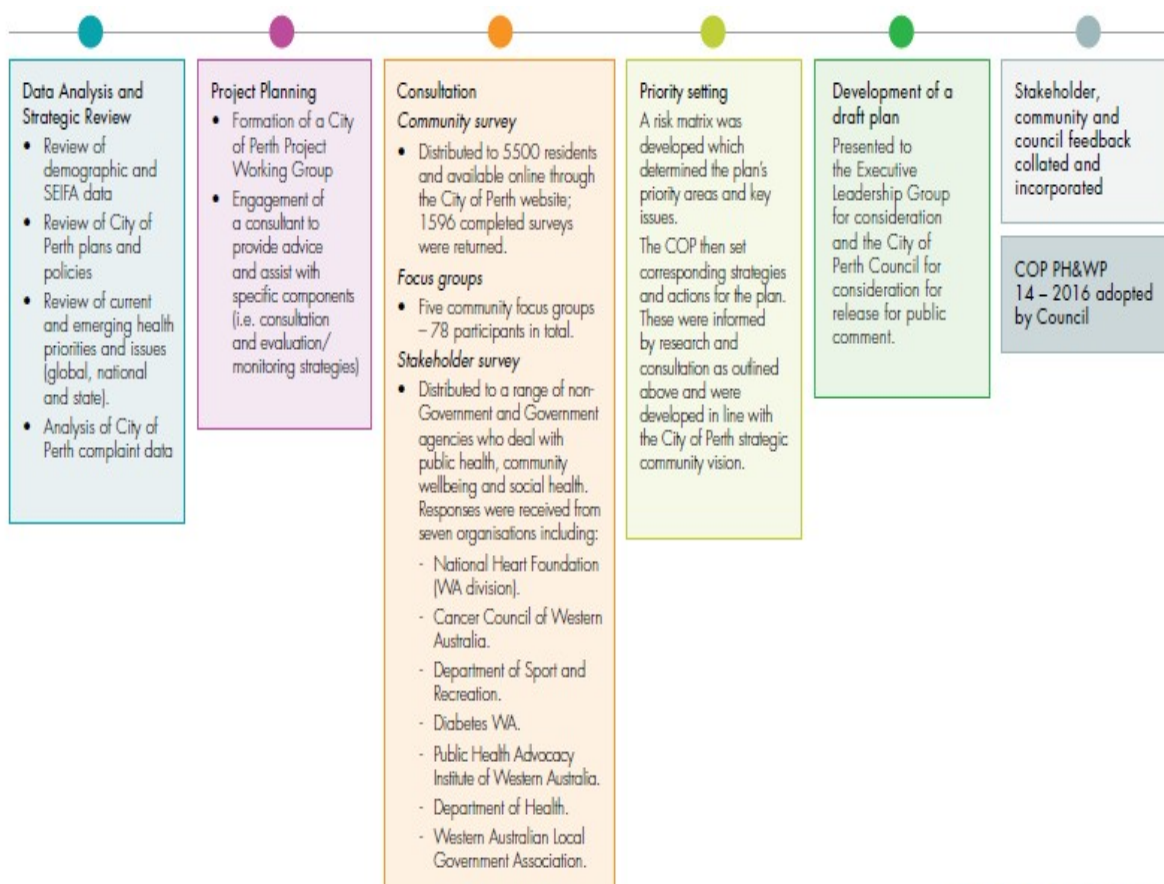 Data Analysis and
Strategic Review
• Review of
demographic and
SEIFA data
• Review of City of
Perth plans and
policies
• Review of current
and emerging health
priorities and issues
(global, national
and state).
• Analysis of City of
Perth complaint data
Project Planning
• Formation of a City
of Perth Project
Working Group
• Engagement of
a consultant to
provide advice
and assist with
specific components
(i.e. consultation
and evaluation/
monitoring strategies)
Consultation
Community survey
• Distributed to 5500 residents
and available online through
the City of Perth website;
1596 completed surveys
were returned.
Focus groups
• Five community focus groups
– 78 participants in total.
Stakeholder survey
• Distributed to a range of non-
Government and Government
agencies who deal with
public health, community
wellbeing and social health.
Responses were received from
seven organisations including:
- National Heart Foundation
(WA division).
- Cancer Council of Western
Australia.
- Department of Sport and
Recreation.
- Diabetes WA.
- Public Health Advocacy
Institute of Western Australia.
- Department of Health.
- Western Australian Local
Government Association.
Priority setting
A risk matrix was
developed which
determined the plan's
priority areas and key
issues.
The COP then set
corresponding strategies
and actions for the plan.
These were informed
by research and
consultation as outlined
above and were
developed in line with
the City of Perth strategic
community vision.
Development of a
draft plan
Presented to
the Executive
Leadership Group
for consideration
and the City of
Perth Council for
consideration for
release for public
comment.
Stakeholder,
community and
council feedback
collated and
incorporated
COP PH&WP
14 – 2016 adopted
by Council